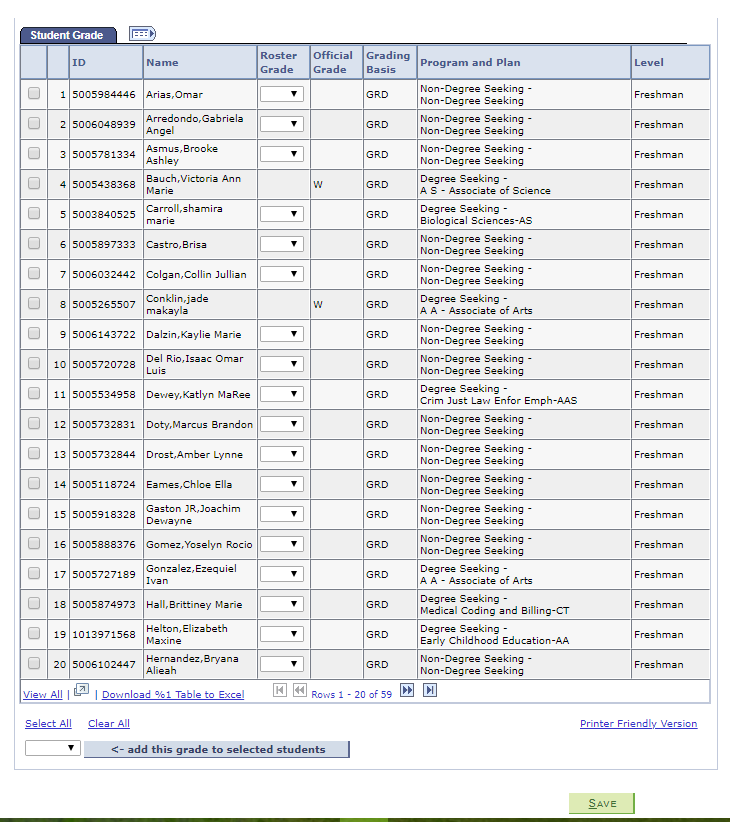 Student Grade
ID Name Roster Grade Official Grade Grading Basis Program and Plan Level
1 5005984446 Arias,Omar GRD Non-Degree Seeking - Non-Degree Seeking Freshman
2 5006048939 Arredondo,Gabriela Angel GRD Non-Degree Seeking - Non-Degree Seeking Freshman
3 5005781334 Asmus,Brooke Ashley GRD Non-Degree Seeking - Non-Degree Seeking Freshman
4 5005438368 Bauch,Victoria Ann Marie W GRD Degree Seeking - A S - Associate of Science Freshman
5 5003840525 Carroll,shamira marie GRD Degree Seeking - Biological Sciences-AS Freshman
6 5005897333 Castro,Brisa GRD Non-Degree Seeking - Non-Degree Seeking Freshman
7 5006032442 Colgan,Collin Jullian GRD Non-Degree Seeking - Non-Degree Seeking Freshman
8 5005265507 Conklin,jade makayla W GRD Degree Seeking - A A - Associate of Arts Freshman
9 5006143722 Dalzin,Kaylie Marie GRD Non-Degree Seeking - Non-Degree Seeking Freshman
10 5005720728 Del Rio,Isaac Omar Luis GRD Non-Degree Seeking - Non-Degree Seeking Freshman
11 5005534958 Dewey,Katlyn MaRee GRD Degree Seeking - Crim Just Law Enfor Emph-AAS Freshman
12 5005732831 Doty,Marcus Brandon GRD Non-Degree Seeking - Non-Degree Seeking Freshman
13 5005732844 Drost,Amber Lynne GRD Non-Degree Seeking - Non-Degree Seeking Freshman
14 5005118724 Eames,Chloe Ella GRD Non-Degree Seeking - Non-Degree Seeking Freshman
15 5005918328 Gaston JR,Joachim Dewayne GRD Non-Degree Seeking - Non-Degree Seeking Freshman
16 5005888376 Gomez,Yoselyn Rocio GRD Non-Degree Seeking - Non-Degree Seeking Freshman
17 5005727189 Gonzalez,Ezequiel Ivan GRD Degree Seeking - A A - Associate of Arts Freshman
18 5005874973 Hall,Brittiney Marie GRD Degree Seeking - Medical Coding and Billing-CT Freshman
19 1013971568 Helton,Elizabeth Maxine GRD Degree Seeking - Early Childhood Education-AA Freshman
20 5006102447 Hernandez,Bryana Alieah GRD Non-Degree Seeking - Non-Degree Seeking Freshman
View All | | Download %1 Table to Excel Rows 1 - 20 of 59
Select All Clear All Printer Friendly Version
<- add this grade to selected students
SAVE